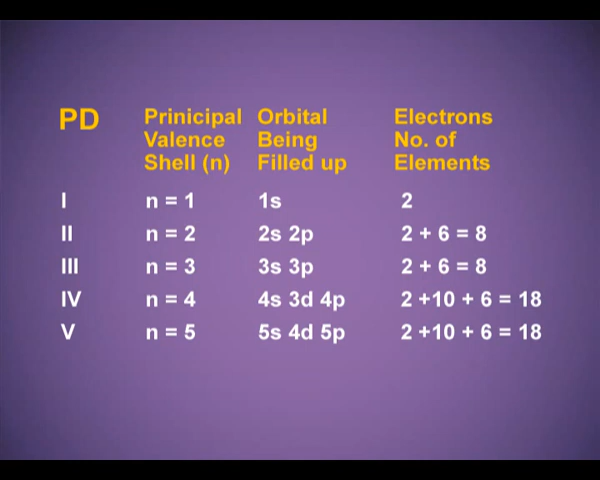 PD Prinicipal Valence Shell (n) Orbital Being Filled up Electrons No. of Elements
I n = 1 1s 2
II n = 2 2s 2p 2 + 6 = 8
III n = 3 3s 3p 2 + 6 = 8
IV n = 4 4s 3d 4p 2 +10 + 6 = 18
V n = 5 5s 4d 5p 2 +10 + 6 = 18